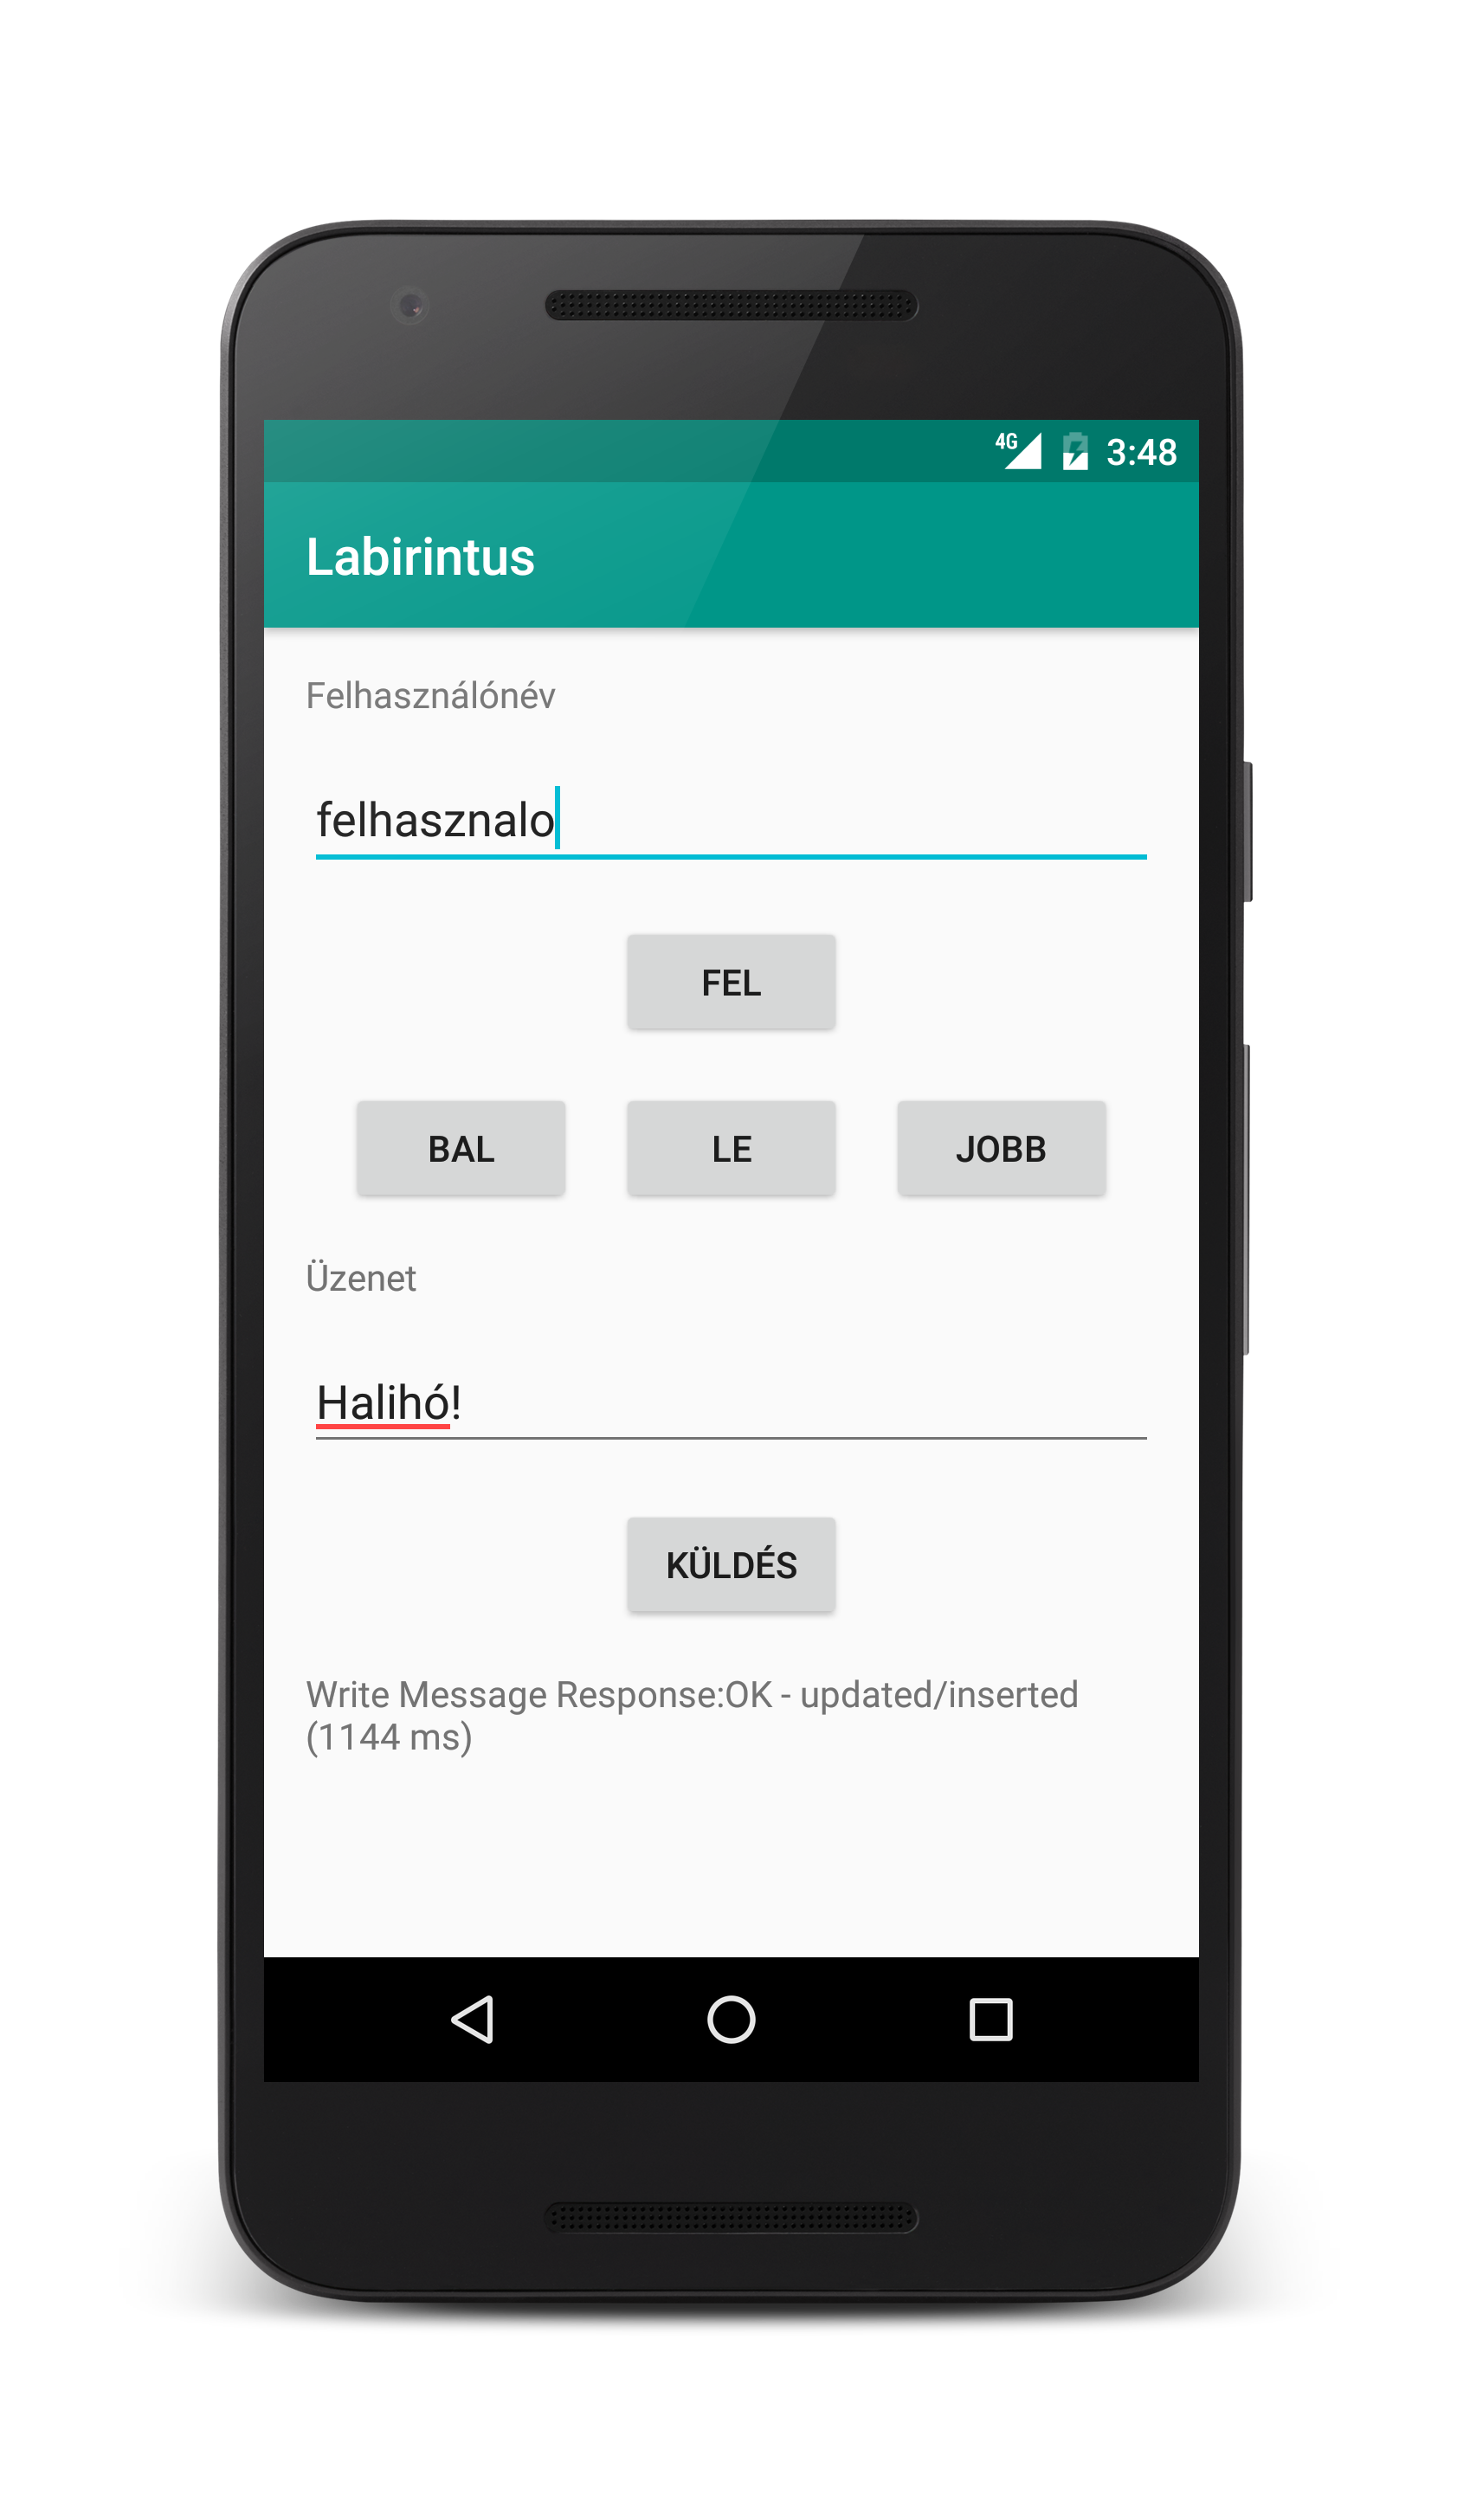 4G 3:48
Labirintus
Felhasználónév
felhasznalo
FEL
BAL LE JOBB
Üzenet
Halihó!
KÜLDÉS
Write Message Response:OK - updated/inserted
(1144 ms)